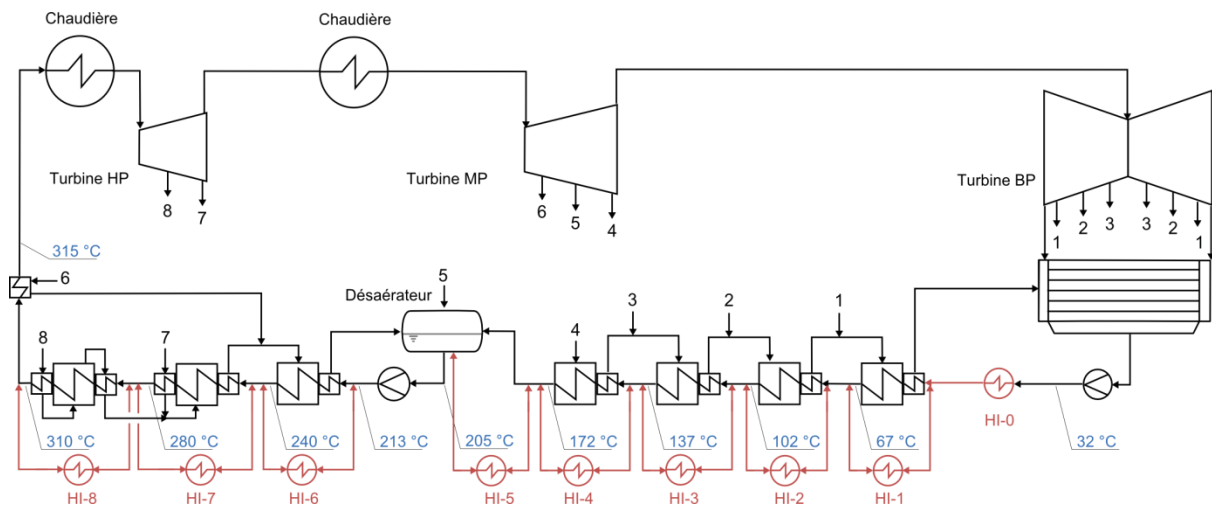 Chaudière
Chaudière
Turbine HP
Turbine MP
Turbine BP
8
7
6
5
4
1
2
3
3
2
1
315 °C
6
Désaérateur
5
8
7
4
3
2
1
310 °C
280 °C
240 °C
213 °C
205 °C
172 °C
137 °C
102 °C
67 °C
32 °C
HI-0
HI-8
HI-7
HI-6
HI-5
HI-4
HI-3
HI-2
HI-1